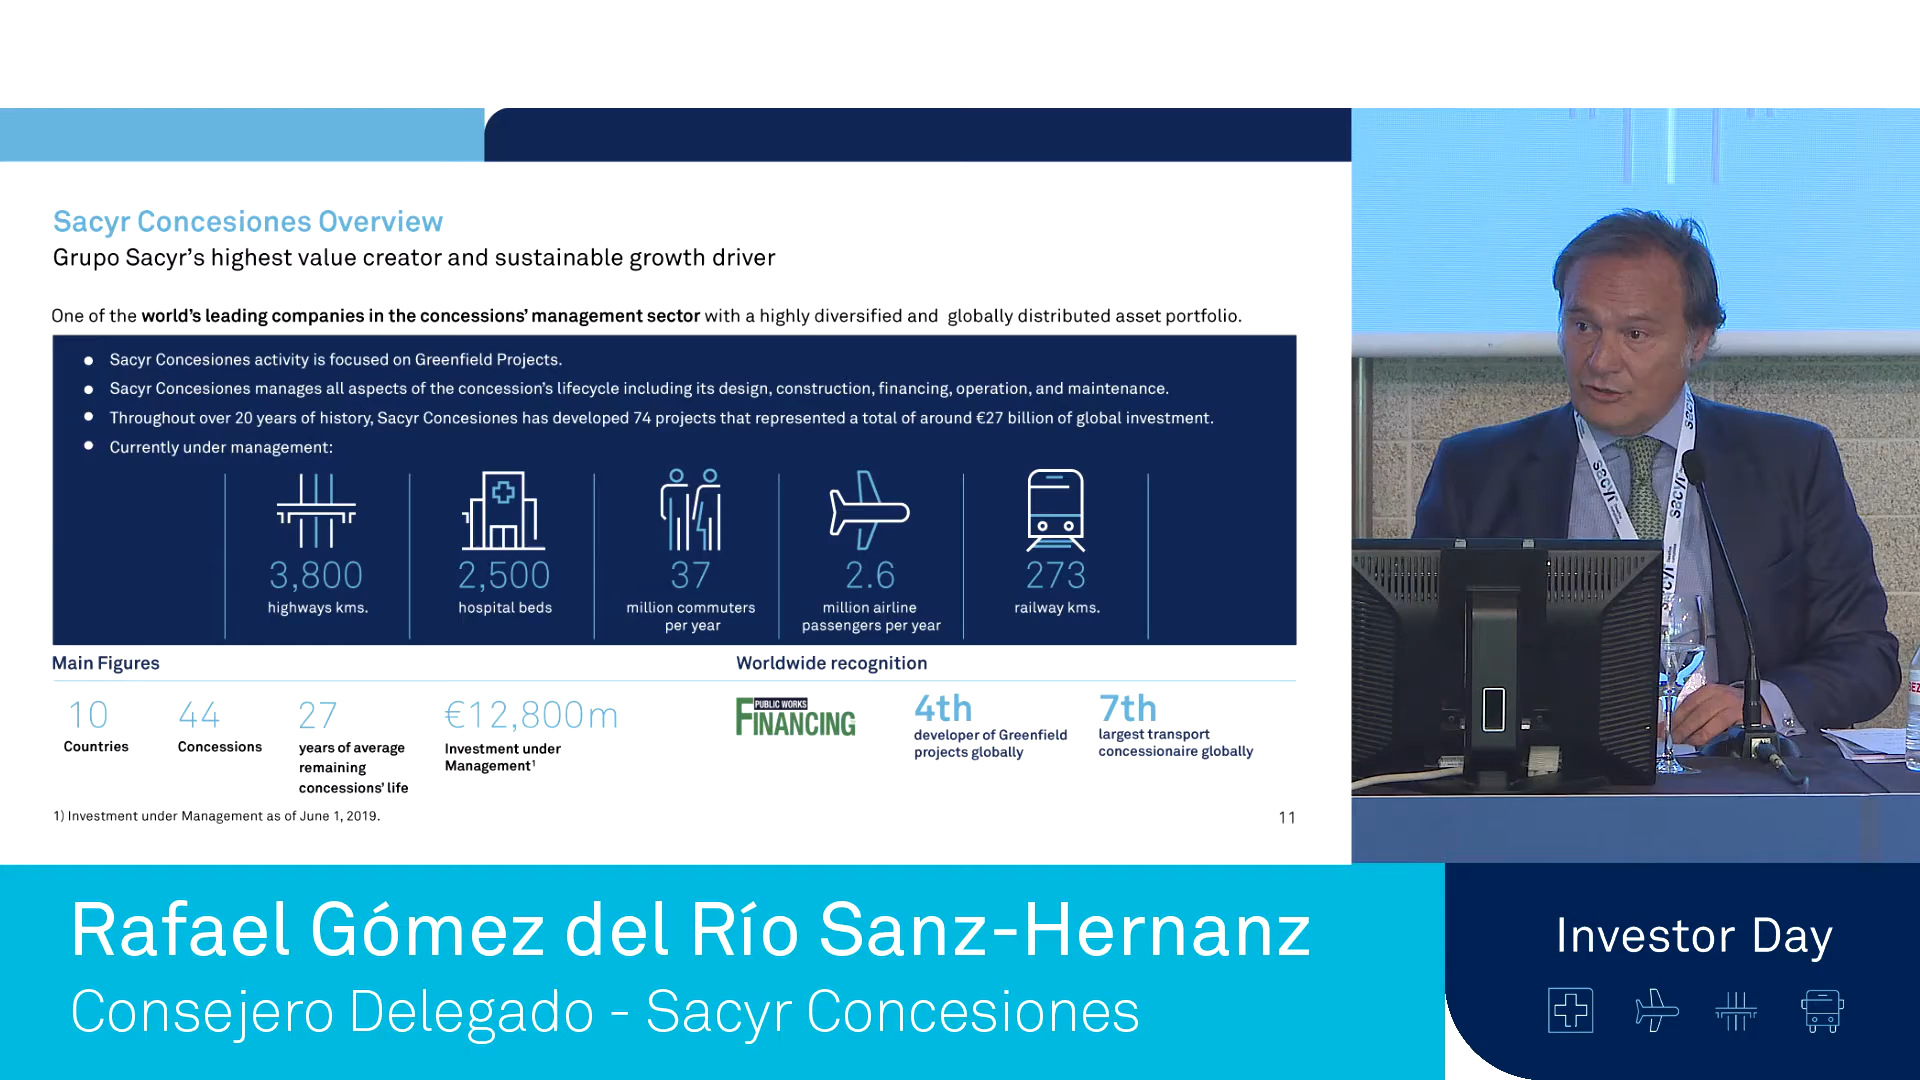 Sacyr Concesiones Overview
Grupo Sacyr's highest value creator and sustainable growth driver
One of the world's leading companies in the concessions' management sector with a highly diversified and globally distributed asset portfolio.
● Sacyr Concesiones activity is focused on Greenfield Projects.
● Sacyr Concesiones manages all aspects of the concession's lifecycle including its design, construction, financing, operation, and maintenance.
● Throughout over 20 years of history, Sacyr Concesiones has developed 74 projects that represented a total of around €27 billion of global investment.
● Currently under management:
3,800
highways kms.
2,500
hospital beds
37
million commuters
per year
2.6
million airline
passengers per year
273
railway kms.
Main Figures
10
Countries
44
Concessions
27
years of average
remaining
concessions' life
€12,800m
Investment under
Management¹
Worldwide recognition
PUBLIC WORKS
FINANCING
4th
developer of Greenfield
projects globally
7th
largest transport
concessionaire globally
1) Investment under Management as of June 1, 2019.
11
sacyr
sacyr
sacyr
Rafael Gómez del Río Sanz-Hernanz
Consejero Delegado - Sacyr Concesiones
Investor Day